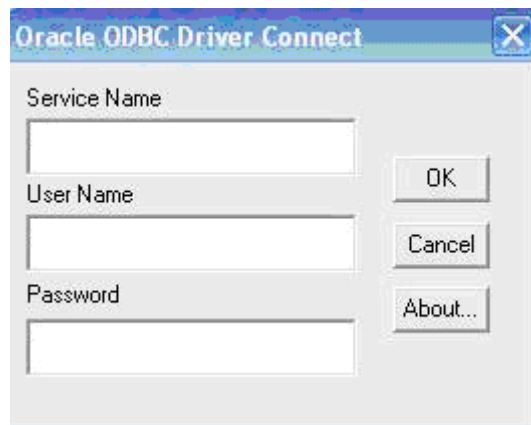 Oracle ODBC Driver Connect
Service Name
User Name
Password
OK
Cancel
About...